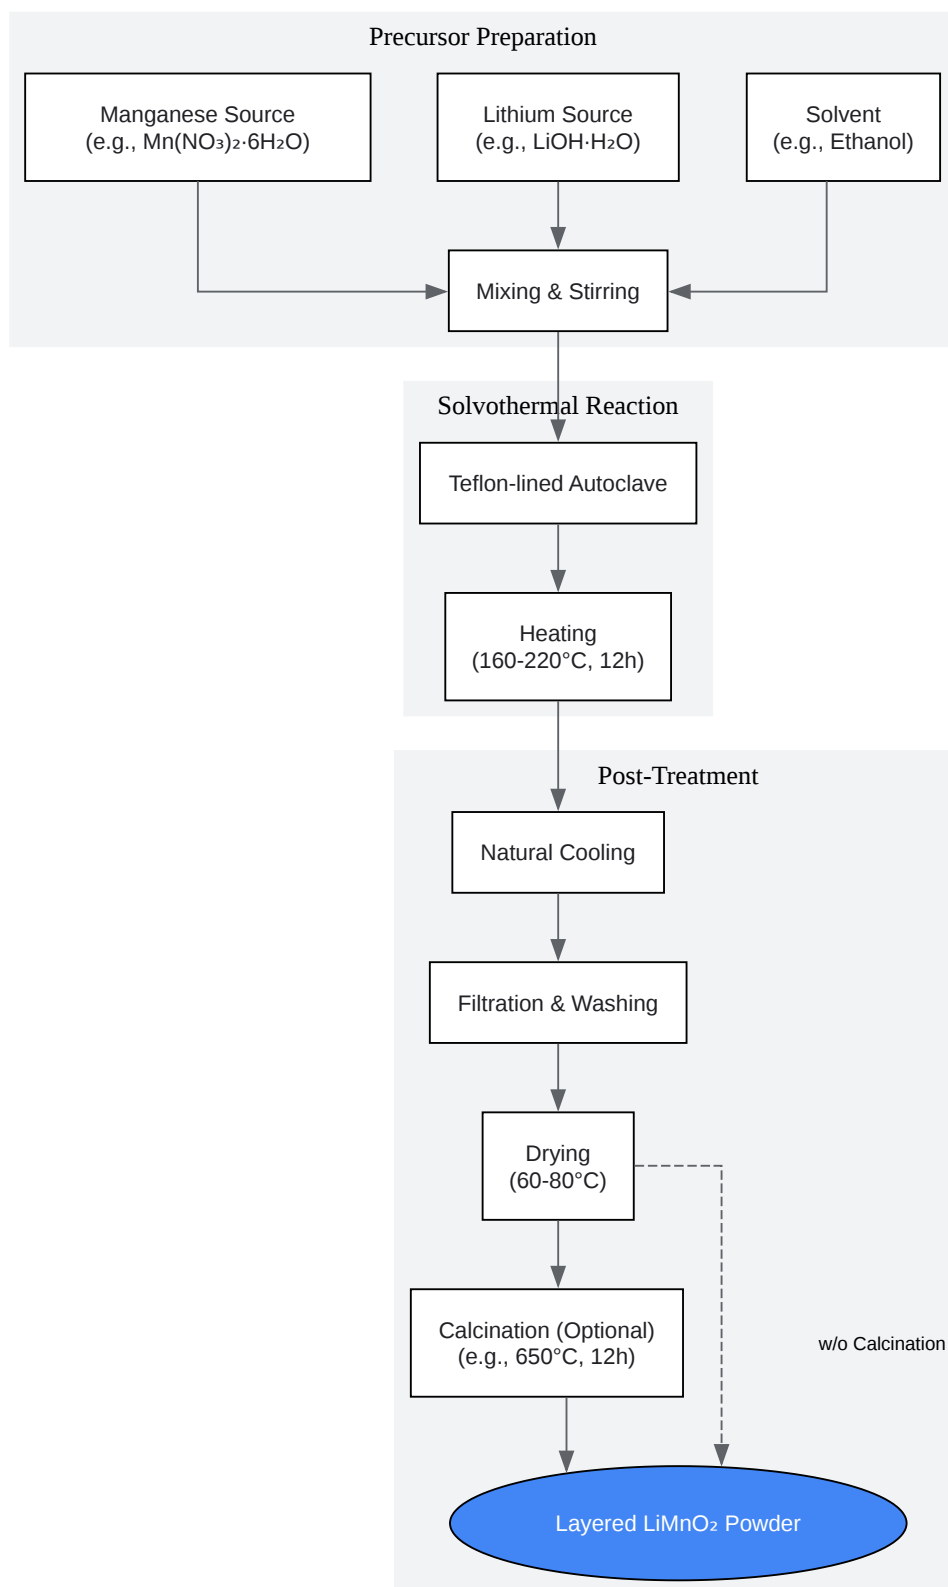 Precursor Preparation
Manganese Source
(e.g., Mn(NO₃)₂·6H₂O)
Lithium Source
(e.g., LiOH·H₂O)
Solvent
(e.g., Ethanol)
Mixing & Stirring
Solvothermal Reaction
Teflon-lined Autoclave
Heating
(160-220°C, 12h)
Post-Treatment
Natural Cooling
Filtration & Washing
Drying
(60-80°C)
Calcination (Optional)
(e.g., 650°C, 12h)
w/o Calcination
Layered LiMnO₂ Powder